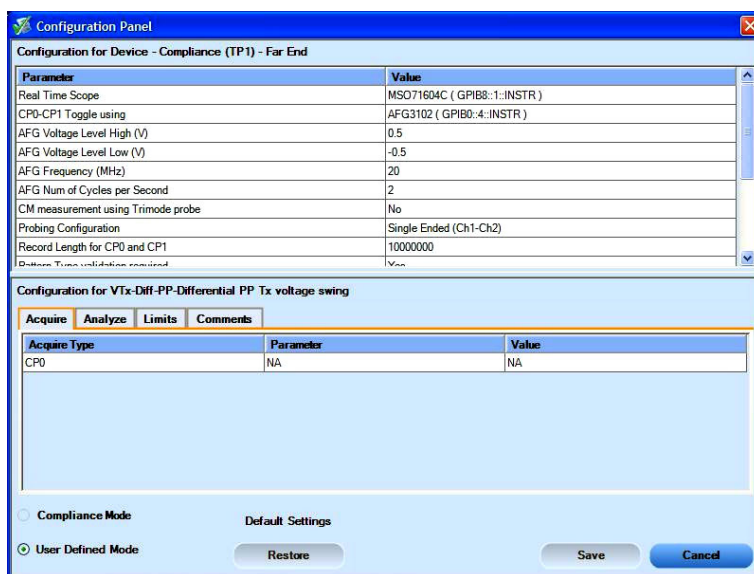 Configuration Panel
Configuration for Device - Compliance (TP1) - Far End
Parameter Value
Real Time Scope MSO71604C ( GPIB8::1::INSTR )
CP0-CP1 Toggle using AFG3102 ( GPIB0::4::INSTR )
AFG Voltage Level High (V) 0.5
AFG Voltage Level Low (V) -0.5
AFG Frequency (MHz) 20
AFG Num of Cycles per Second 2
CM measurement using Trimode probe No
Probing Configuration Single Ended (Ch1-Ch2)
Record Length for CP0 and CP1 10000000
Pattern Type validation required Yes
Configuration for VTx-Diff-PP-Differential PP Tx voltage swing
Acquire Analyze Limits Comments
Acquire Type Parameter Value
CP0 NA NA
Compliance Mode
Default Settings
User Defined Mode
Restore Save Cancel